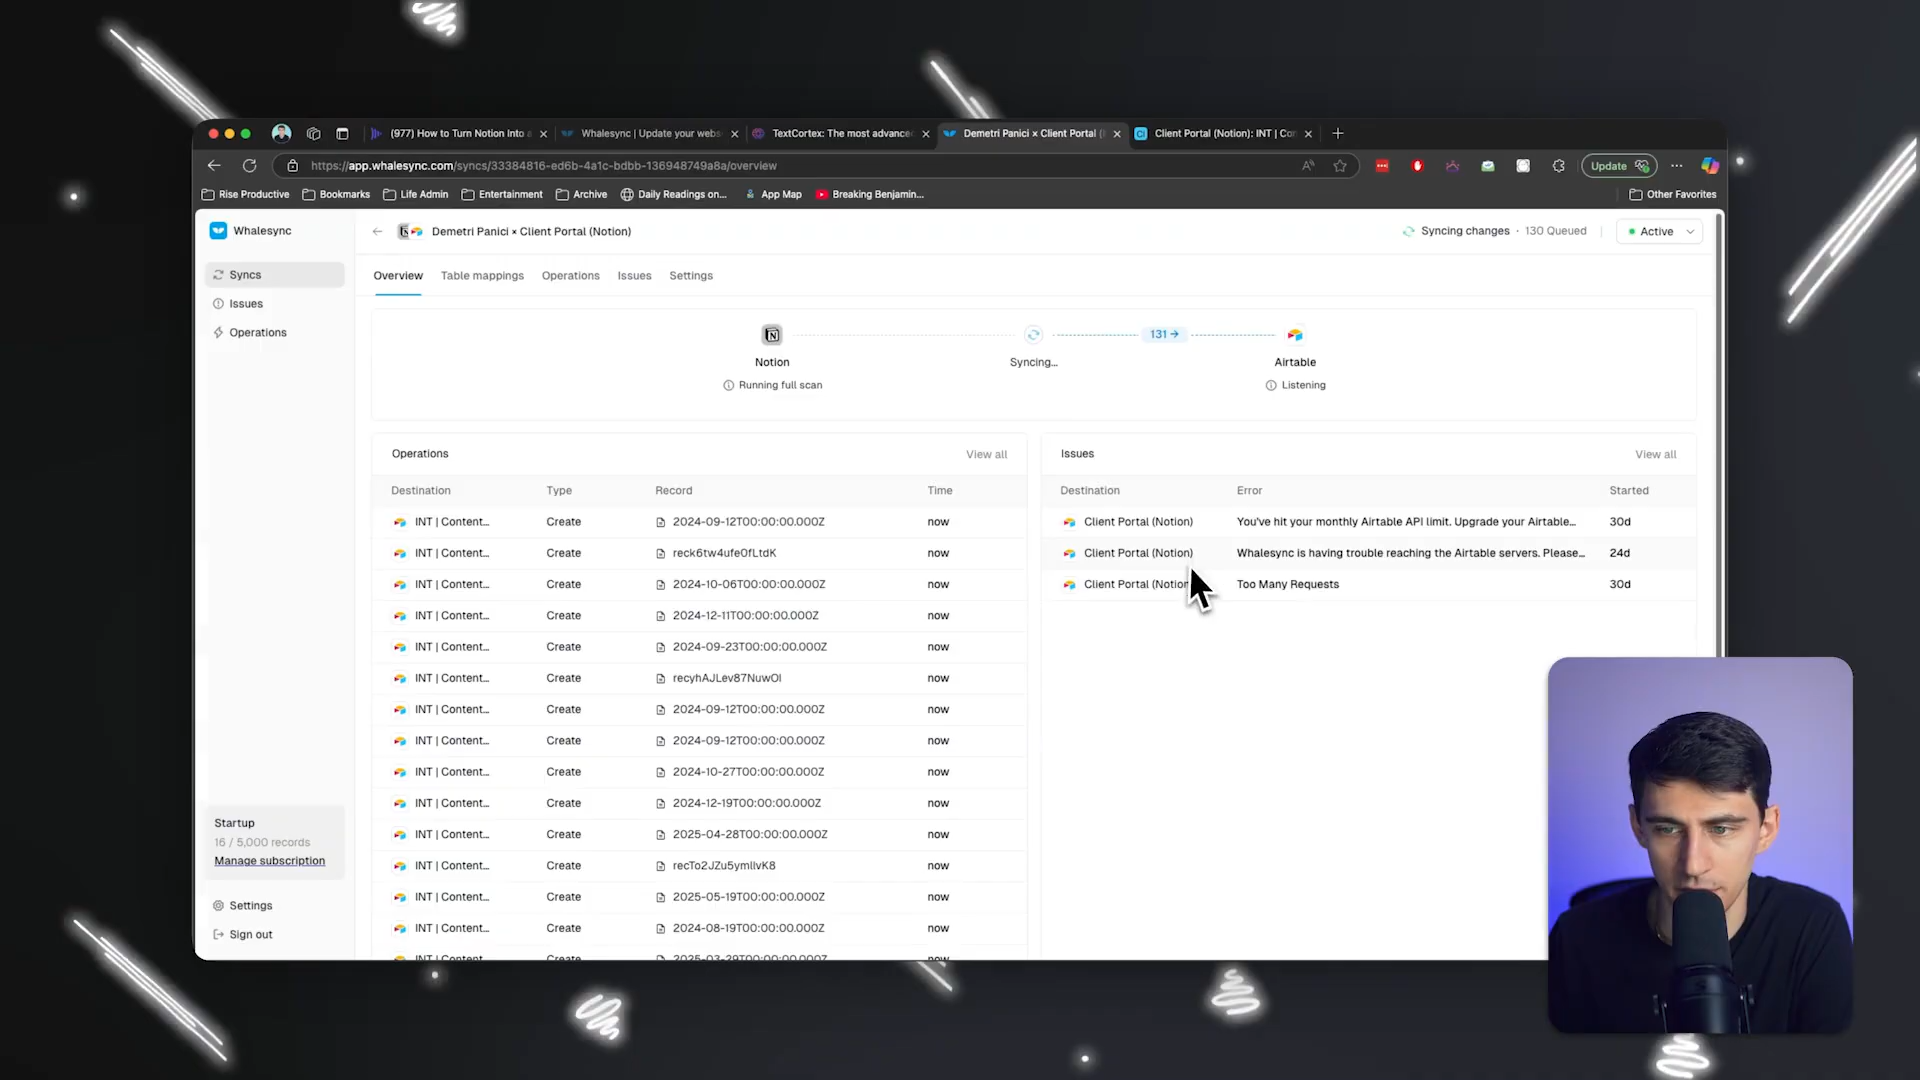 (977) How to Turn Notion Into a
Whalesync | Update your webs
TextCortex: The most advance
Demetri Panici × Client Portal (
Client Portal (Notion): INT | Con
https://app.whalesync.com/syncs/33384816-ed6b-4a1c-bdbb-136948749a8a/overview
Update
Rise Productive
Bookmarks
Life Admin
Entertainment
Archive
Daily Readings on...
App Map
Breaking Benjamin...
Other Favorites
Whalesync
Demetri Panici × Client Portal (Notion)
Syncing changes · 130 Queued
Active
Syncs
Issues
Operations
Overview
Table mappings
Operations
Issues
Settings
131 →
Notion
Syncing...
Airtable
Running full scan
Listening
Operations
View all
Destination Type Record Time
INT | Content... Create 2024-09-12T00:00:00.000Z now
INT | Content... Create reck6tw4ufe0fLtdK now
INT | Content... Create 2024-10-06T00:00:00.000Z now
INT | Content... Create 2024-12-11T00:00:00.000Z now
INT | Content... Create 2024-09-23T00:00:00.000Z now
INT | Content... Create recyhAJLev87NuwOl now
INT | Content... Create 2024-09-12T00:00:00.000Z now
INT | Content... Create 2024-09-12T00:00:00.000Z now
INT | Content... Create 2024-10-27T00:00:00.000Z now
INT | Content... Create 2024-12-19T00:00:00.000Z now
INT | Content... Create 2025-04-28T00:00:00.000Z now
INT | Content... Create recTo2JZu5ymllvK8 now
INT | Content... Create 2025-05-19T00:00:00.000Z now
INT | Content... Create 2024-08-19T00:00:00.000Z now
INT | Content... Create 2025-03-29T00:00:00.000Z now
Issues
View all
Destination Error Started
Client Portal (Notion) You've hit your monthly Airtable API limit. Upgrade your Airtable... 30d
Client Portal (Notion) Whalesync is having trouble reaching the Airtable servers. Please... 24d
Client Portal (Notion Too Many Requests 30d
Startup
16 / 5,000 records
Manage subscription
Settings
Sign out